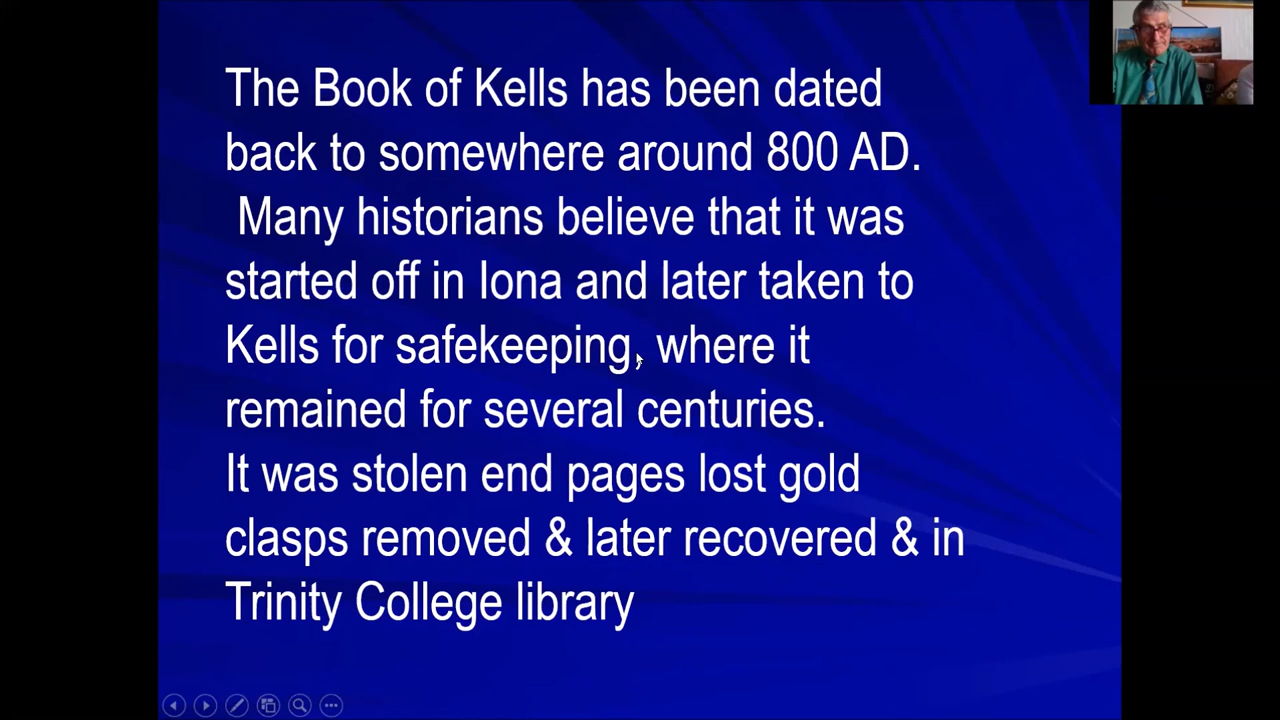 The Book of Kells has been dated
back to somewhere around 800 AD.
Many historians believe that it was
started off in Iona and later taken to
Kells for safekeeping, where it
remained for several centuries.
It was stolen end pages lost gold
clasps removed & later recovered & in
Trinity College library